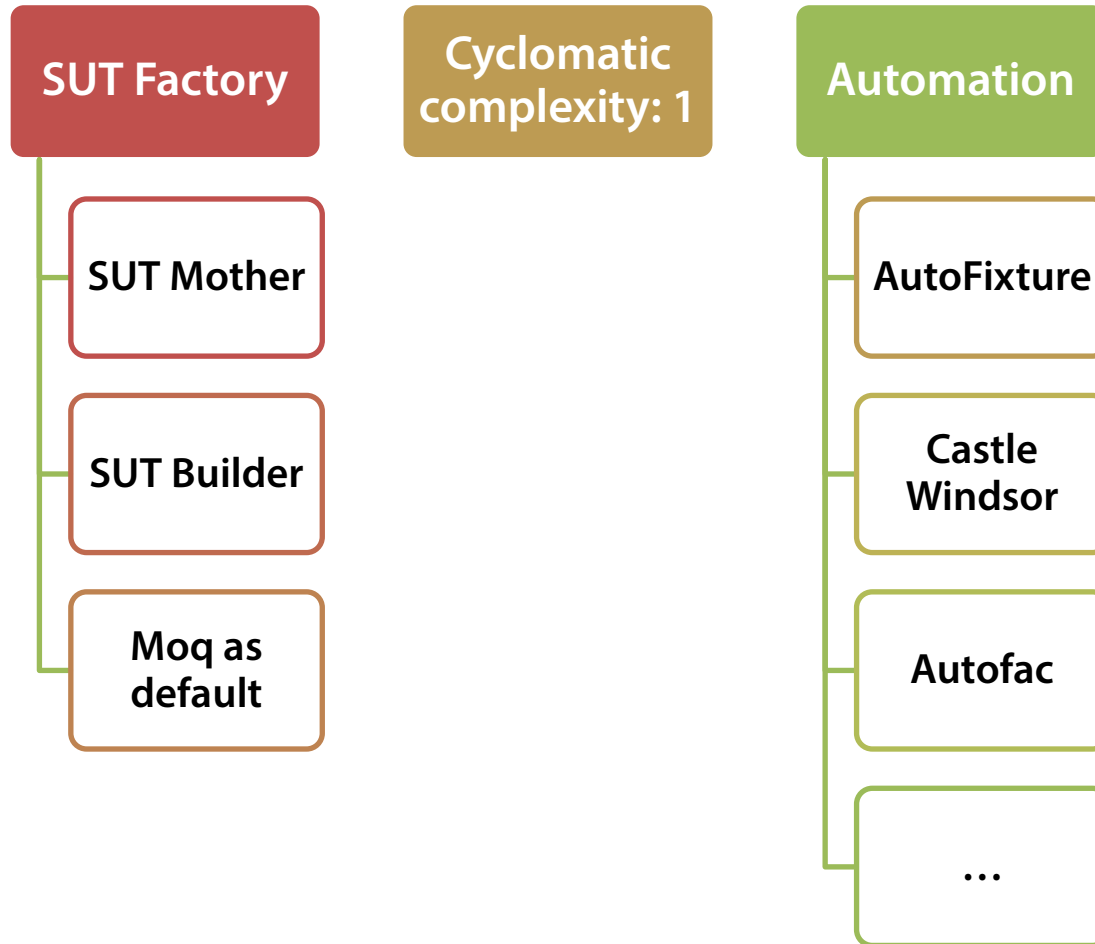 SUT Factory
SUT Mother
SUT Builder
Moq as
default
Cyclomatic
complexity: 1
Automation
AutoFixture
Castle
Windsor
Autofac
…